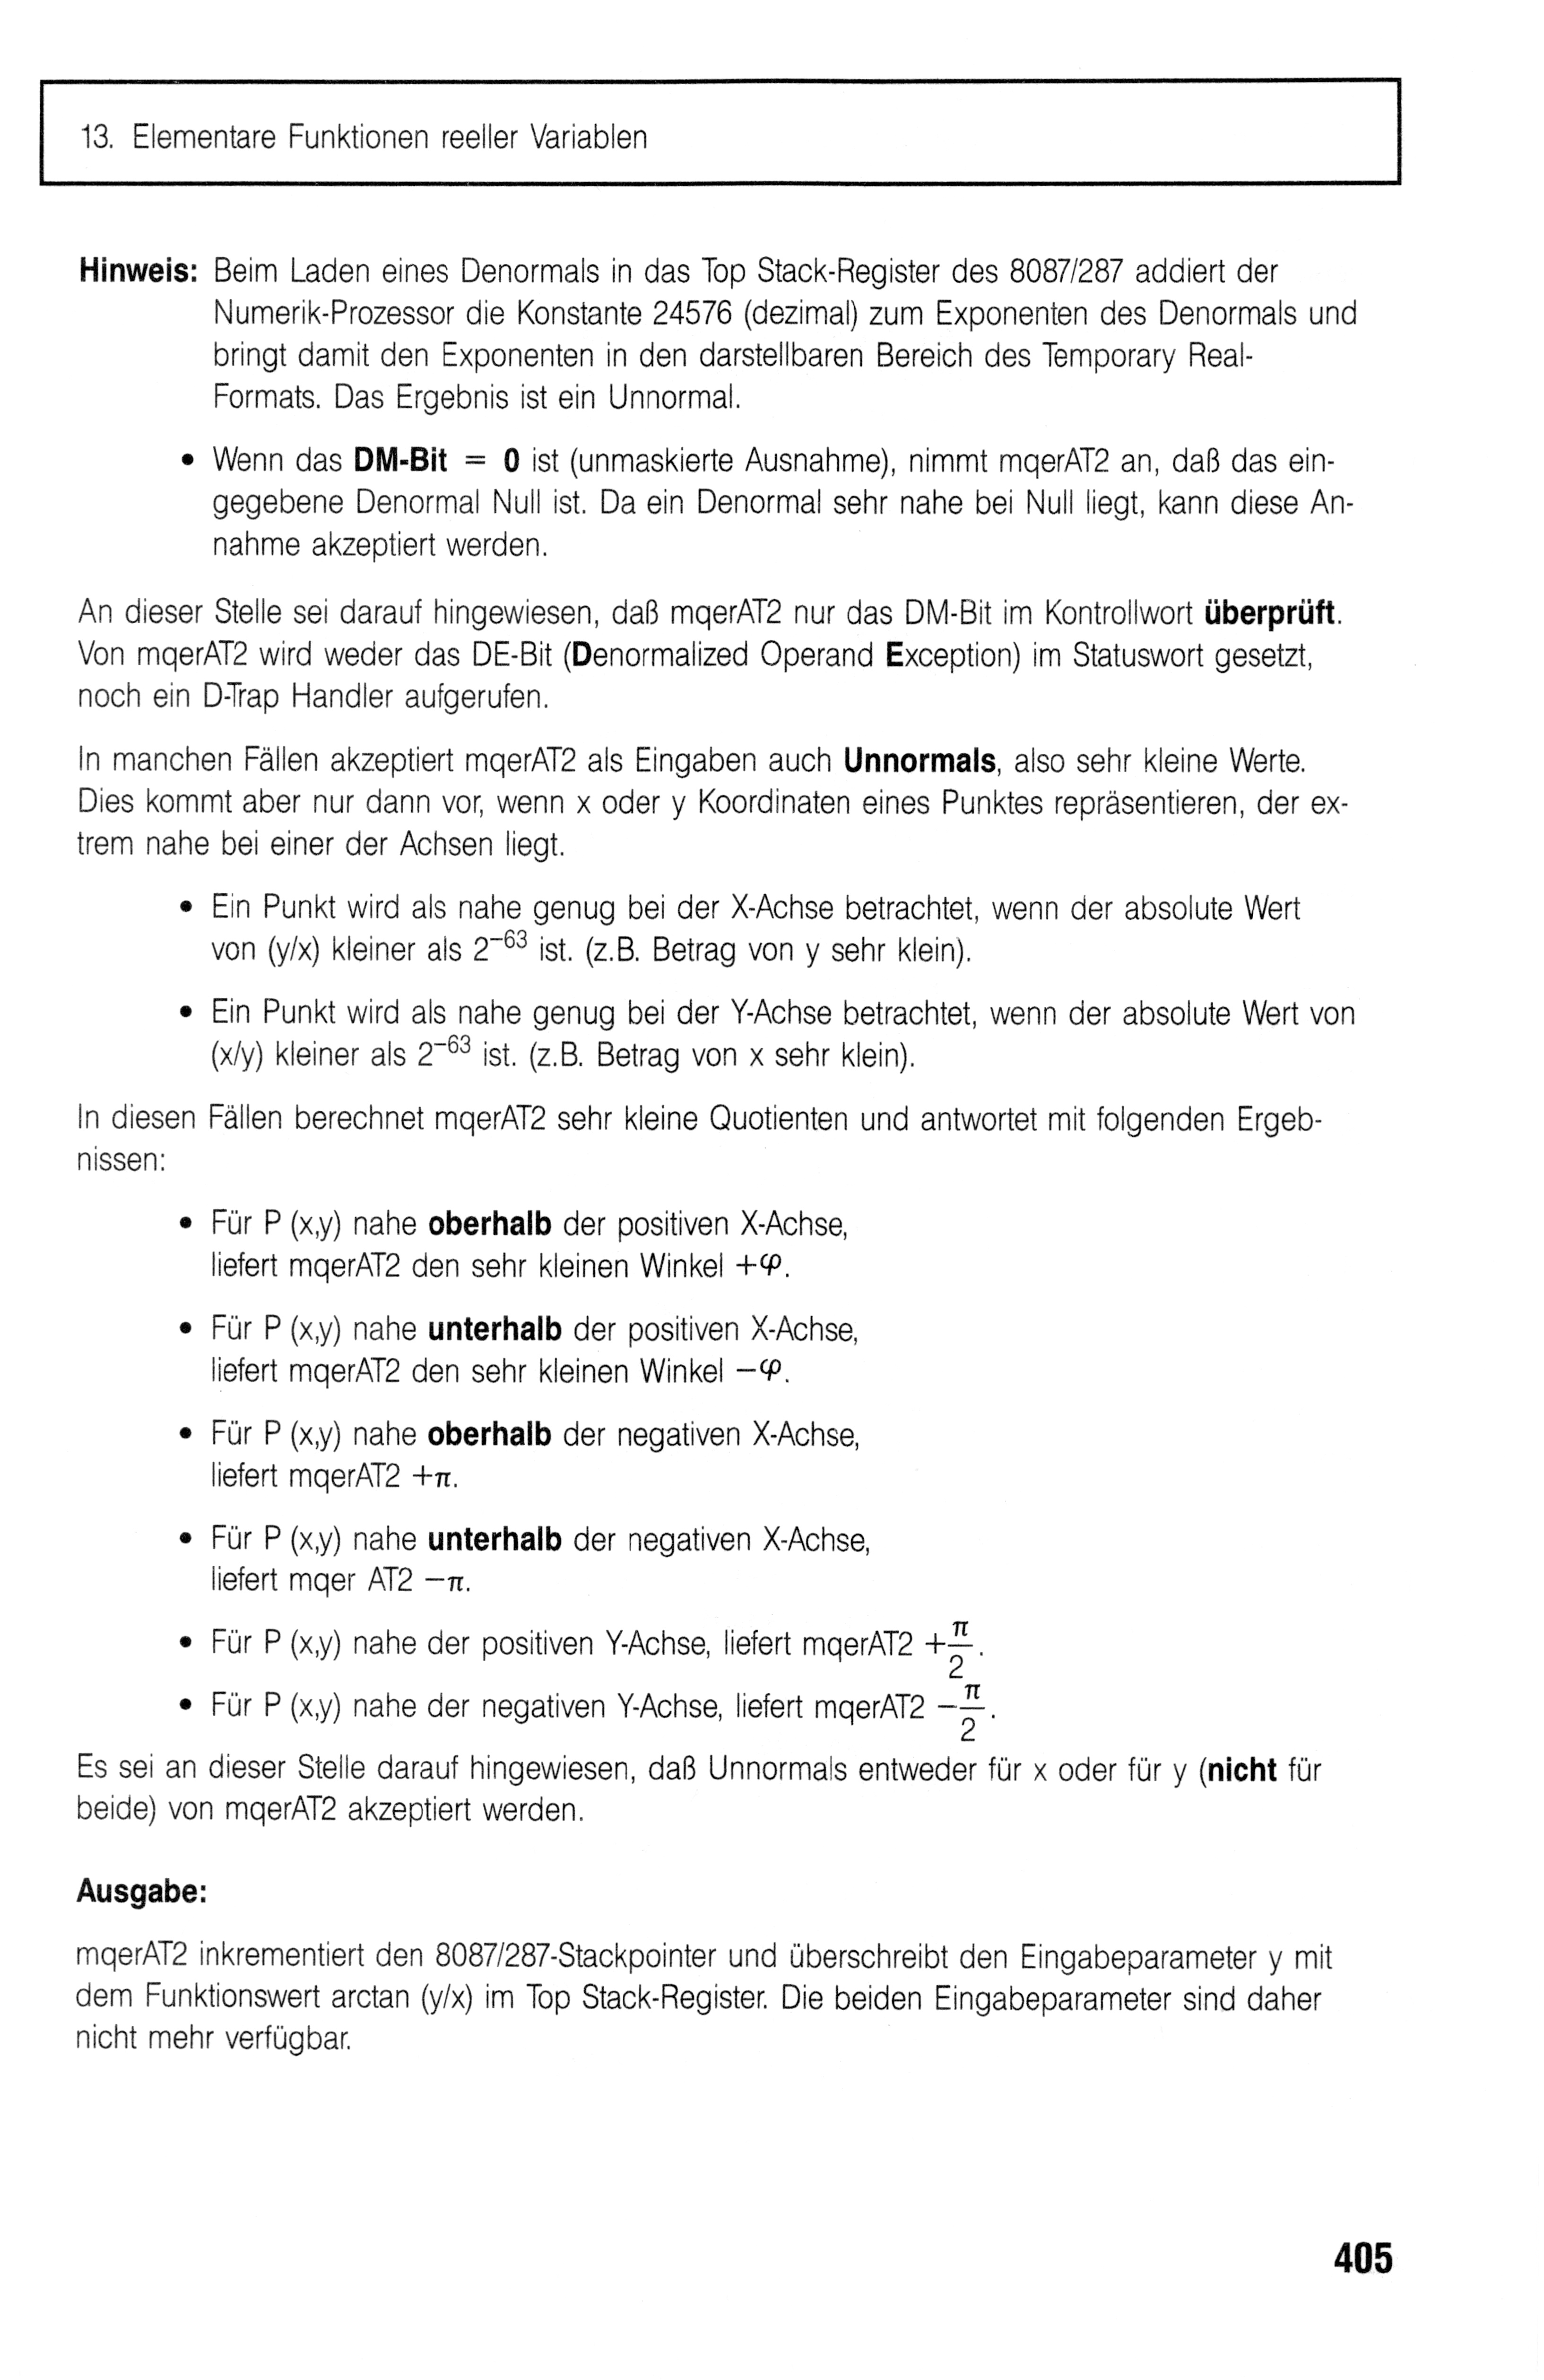 13. Elementare Funktionen reeller Variablen
Hinweis: Beim Laden eines Denormals in das Top Stack-Register des 8087/287 addiert der
Numerik-Prozessor die Konstante 24576 (dezimal) zum Exponenten des Denormals und
bringt damit den Exponenten in den darstellbaren Bereich des Temporary Real-
Formats. Das Ergebnis ist ein Unnormal.
• Wenn das DM-Bit = 0 ist (unmaskierte Ausnahme), nimmt mqerAT2 an, daß das ein-
gegebene Denormal Null ist. Da ein Denormal sehr nahe bei Null liegt, kann diese An-
nahme akzeptiert werden.
An dieser Stelle sei darauf hingewiesen, daß mqerAT2 nur das DM-Bit im Kontrollwort überprüft.
Von mqerAT2 wird weder das DE-Bit (Denormalized Operand Exception) im Statuswort gesetzt,
noch ein D-Trap Handler aufgerufen.
In manchen Fällen akzeptiert mqerAT2 als Eingaben auch Unnormals, also sehr kleine Werte.
Dies kommt aber nur dann vor, wenn x oder y Koordinaten eines Punktes repräsentieren, der ex-
trem nahe bei einer der Achsen liegt.
• Ein Punkt wird als nahe genug bei der X-Achse betrachtet, wenn der absolute Wert
von (y/x) kleiner als 2⁻⁶³ ist. (z.B. Betrag von y sehr klein).
• Ein Punkt wird als nahe genug bei der Y-Achse betrachtet, wenn der absolute Wert von
(x/y) kleiner als 2⁻⁶³ ist. (z.B. Betrag von x sehr klein).
In diesen Fällen berechnet mqerAT2 sehr kleine Quotienten und antwortet mit folgenden Ergeb-
nissen:
• Für P (x,y) nahe oberhalb der positiven X-Achse,
liefert mqerAT2 den sehr kleinen Winkel +φ.
• Für P (x,y) nahe unterhalb der positiven X-Achse,
liefert mqerAT2 den sehr kleinen Winkel −φ.
• Für P (x,y) nahe oberhalb der negativen X-Achse,
liefert mqerAT2 +π.
• Für P (x,y) nahe unterhalb der negativen X-Achse,
liefert mqer AT2 −π.
• Für P (x,y) nahe der positiven Y-Achse, liefert mqerAT2 +π/2.
• Für P (x,y) nahe der negativen Y-Achse, liefert mqerAT2 −π/2.
Es sei an dieser Stelle darauf hingewiesen, daß Unnormals entweder für x oder für y (nicht für
beide) von mqerAT2 akzeptiert werden.
Ausgabe:
mqerAT2 inkrementiert den 8087/287-Stackpointer und überschreibt den Eingabeparameter y mit
dem Funktionswert arctan (y/x) im Top Stack-Register. Die beiden Eingabeparameter sind daher
nicht mehr verfügbar.
405